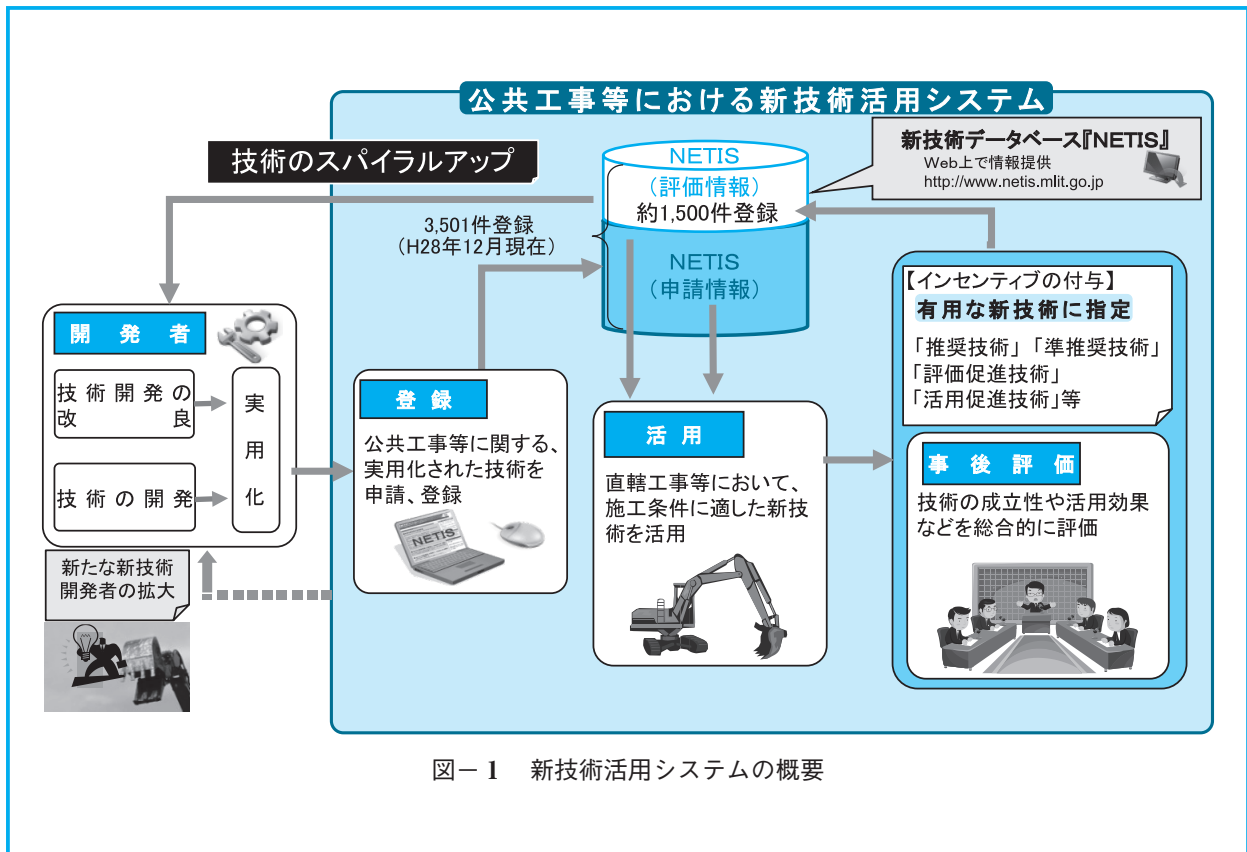 公共工事等における新技術活用システム
技術のスパイラルアップ
新技術データベース『NETIS』
Web上で情報提供
http://www.netis.mlit.go.jp
NETIS
(評価情報)
約1,500件登録
3,501件登録
(H28年12月現在)
NETIS
(申請情報)
開発者
技術開発の
改良
技術の開発
実用化
新たな新技術
開発者の拡大
登録
公共工事等に関する、
実用化された技術を
申請、登録
NETIS
活用
直轄工事等において、
施工条件に適した新技
術を活用
【インセンティブの付与】
有用な新技術に指定
「推奨技術」「準推奨技術」
「評価促進技術」
「活用促進技術」等
事後評価
技術の成立性や活用効果
などを総合的に評価
図－1 新技術活用システムの概要